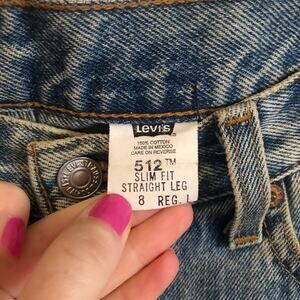 Levi's
100% COTTON
MADE IN MEXICO
CARE ON REVERSE
512™
SLIM FIT
STRAIGHT LEG
8 REG. L